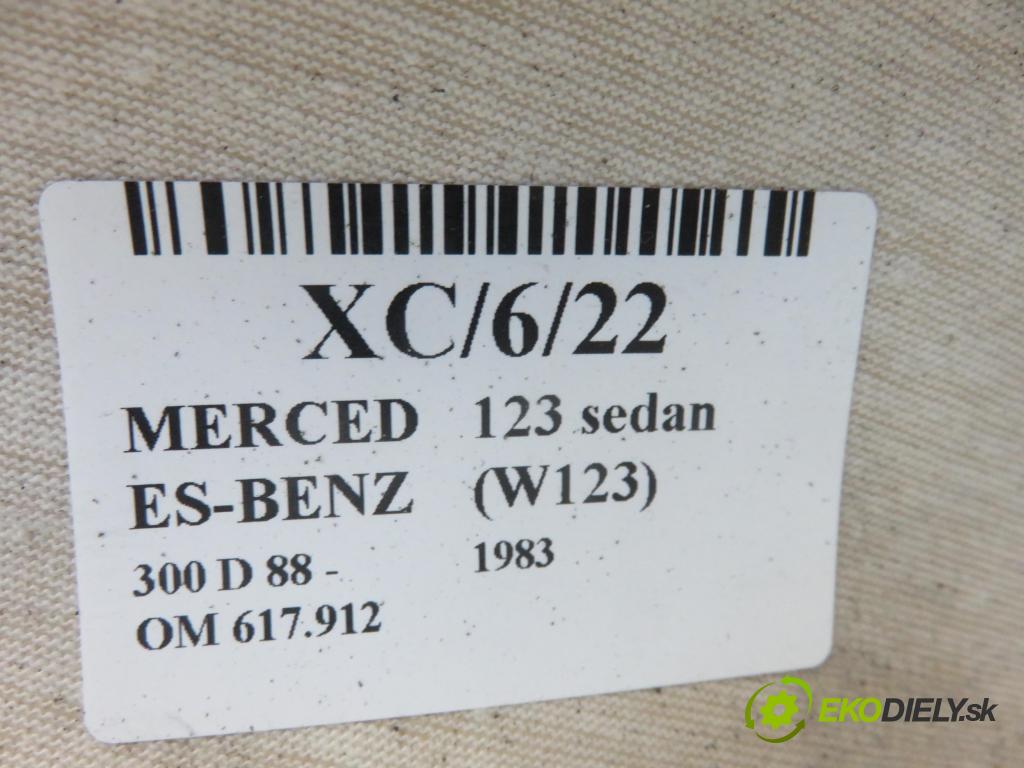 XC/6/22
MERCED
ES-BENZ
123 sedan
(W123)
300 D 88 -
OM 617.912
1983
EKODIELY.sk